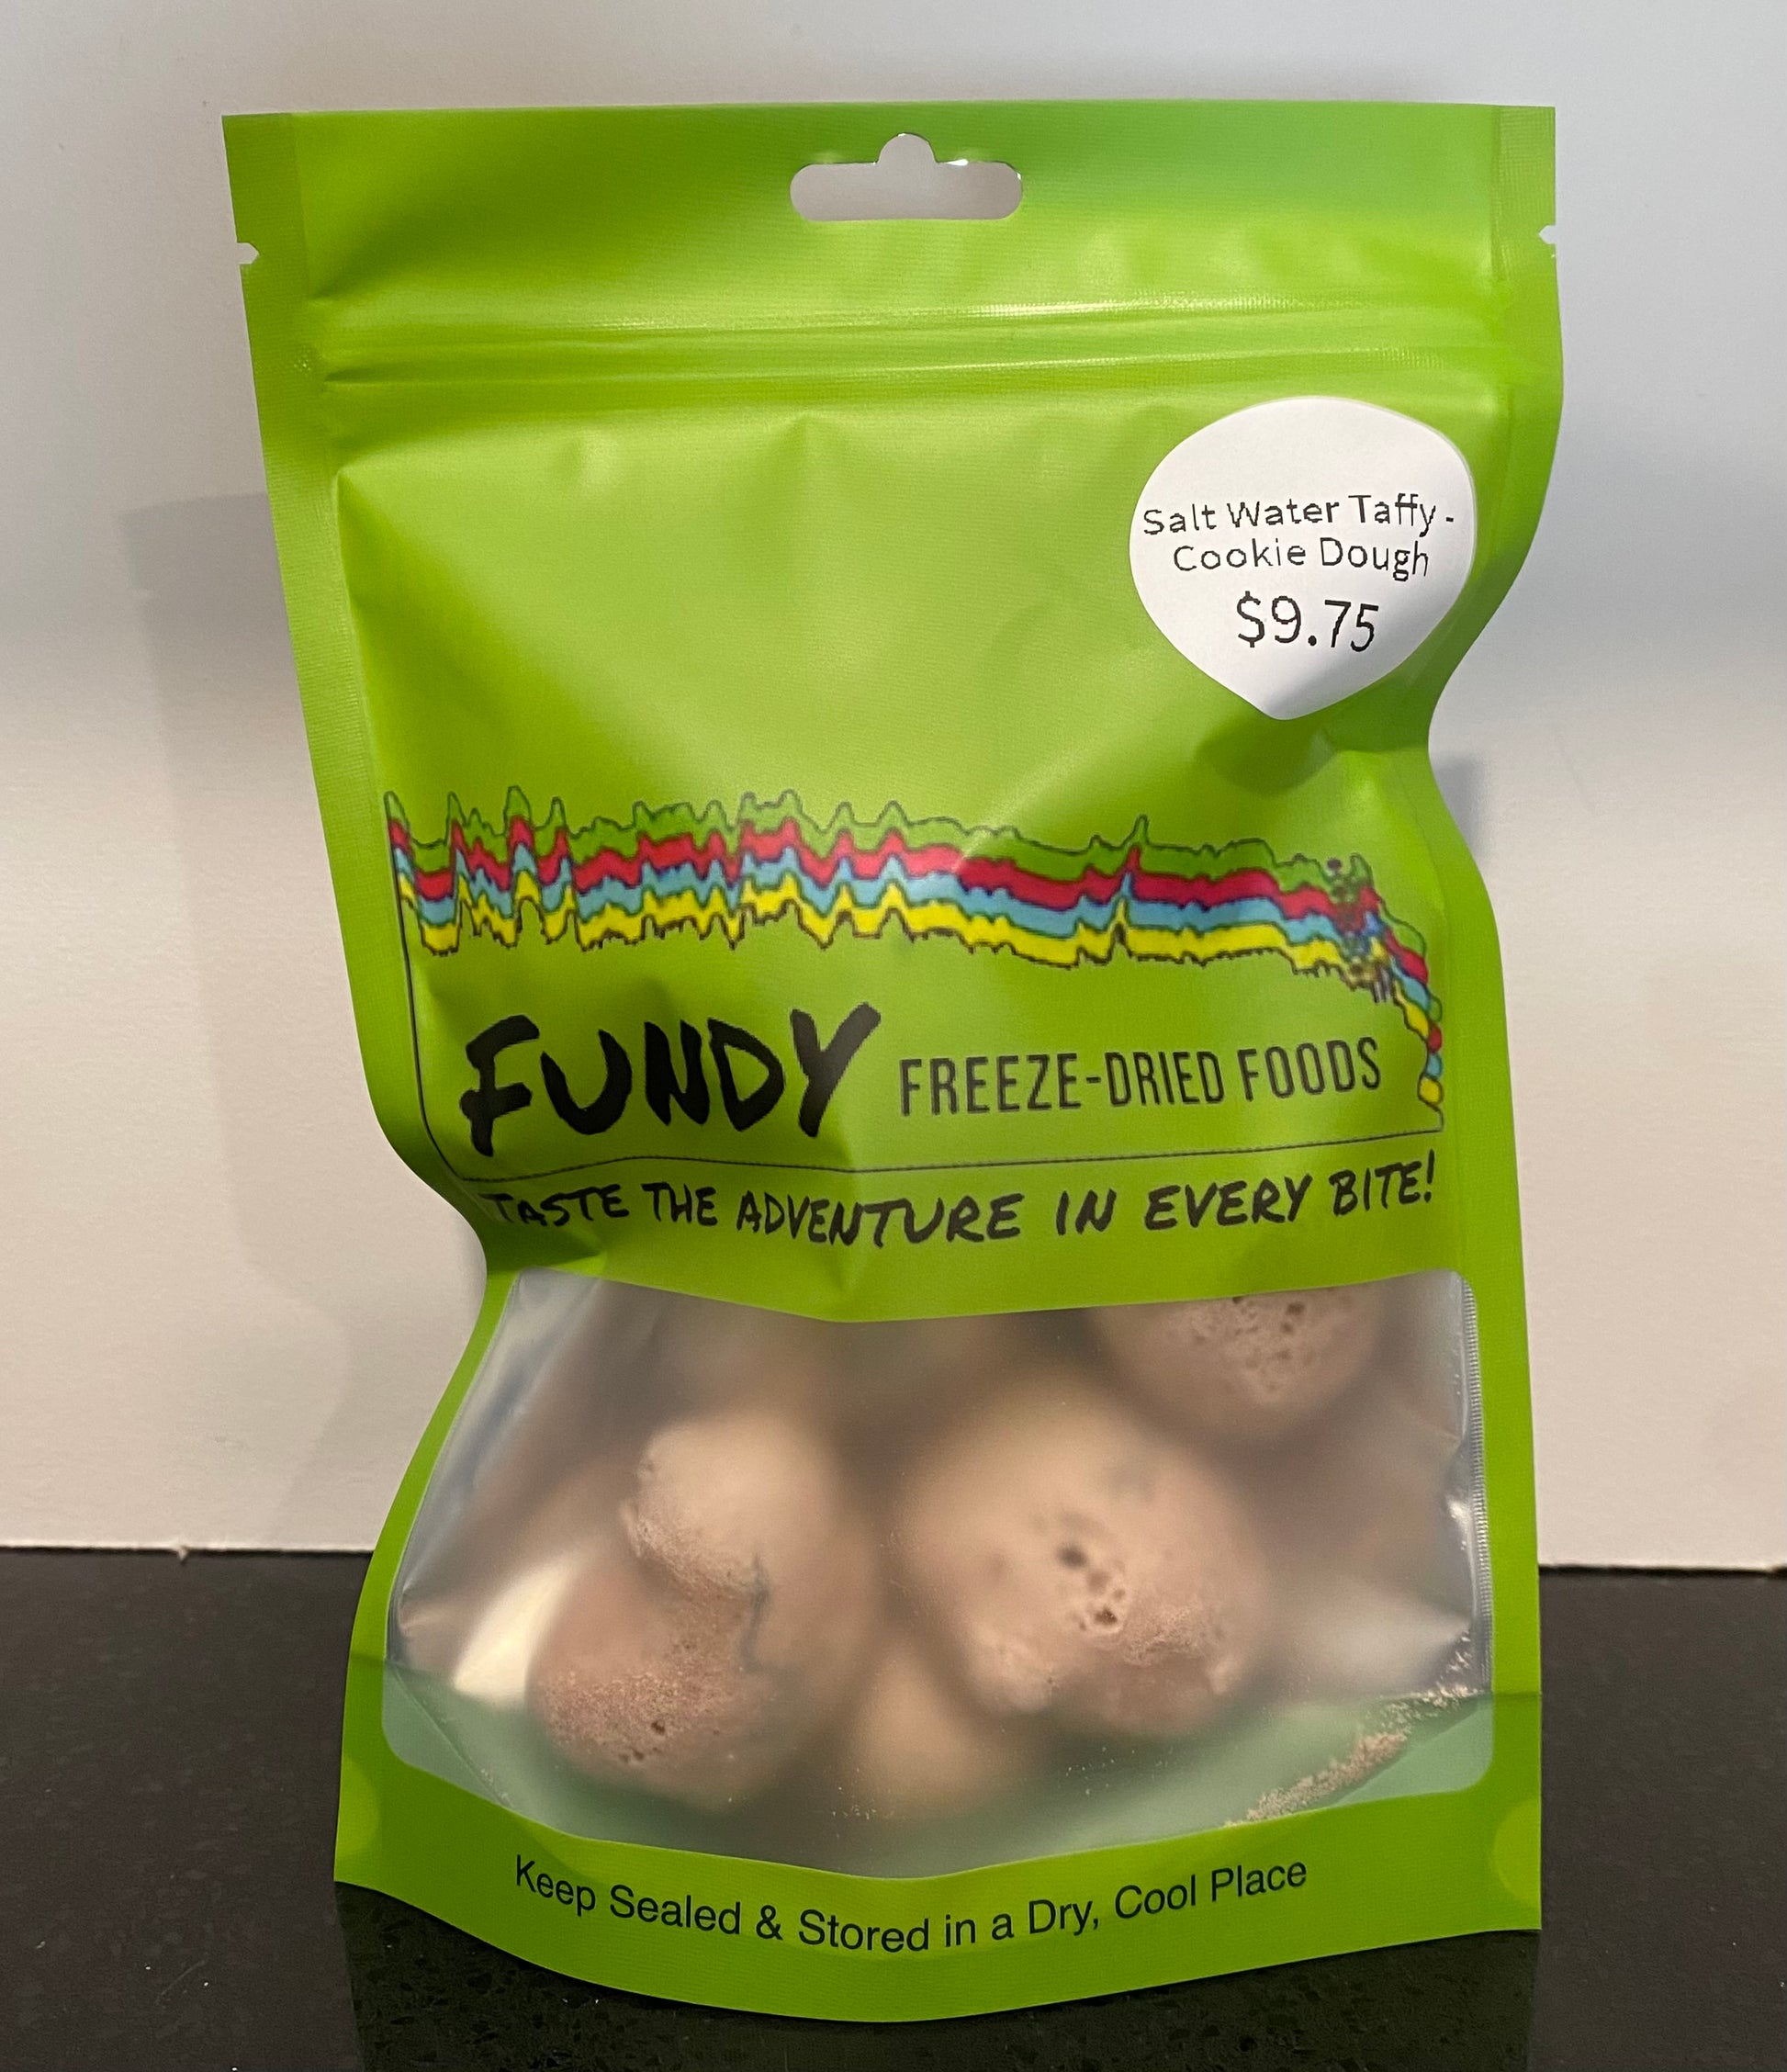 Salt Water Taffy -
Cookie Dough
$9.75
FUNDY FREEZE-DRIED FOODS
TASTE THE ADVENTURE IN EVERY BITE!
Keep Sealed & Stored in a Dry, Cool Place